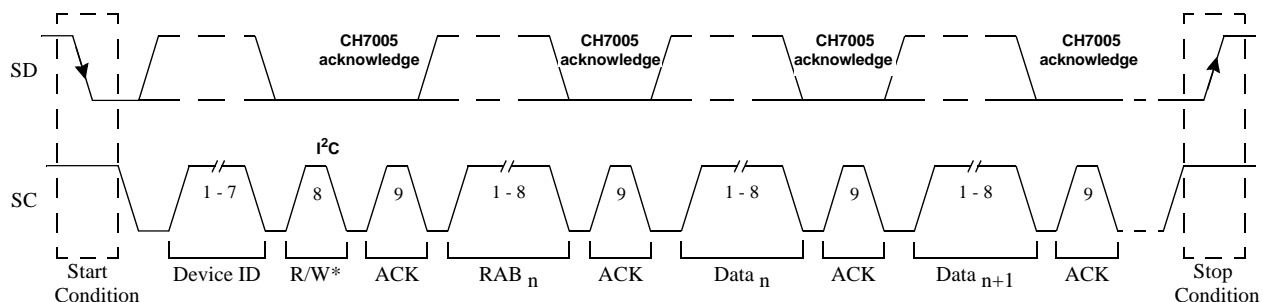 CH7005 CH7005 CH7005 CH7005
acknowledge acknowledge acknowledge acknowledge
SD
I²C
SC
1 - 7 8 9 1 - 8 9 1 - 8 9 1 - 8 9
Device ID R/W* ACK RAB n ACK Data n ACK Data n+1 ACK
Start Condition
Stop Condition